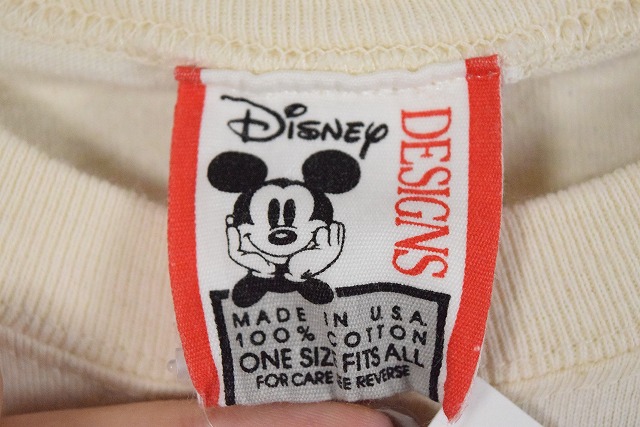 Disney
DESIGNS
MADE IN U.S.A.
100% COTTON
ONE SIZE FITS ALL
FOR CARE SEE REVERSE